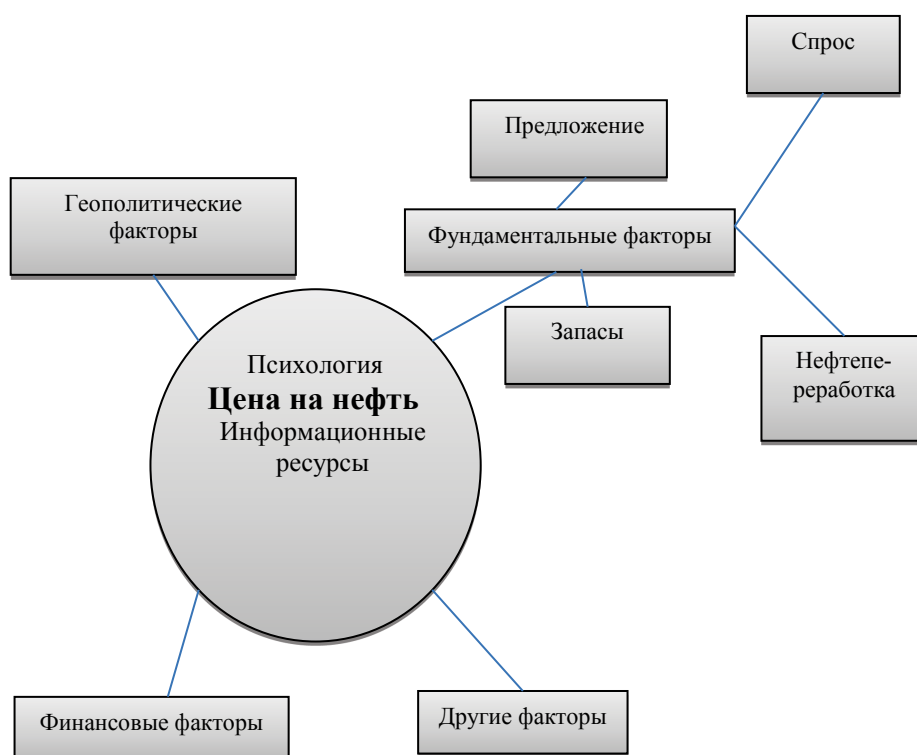 Спрос
Предложение
Геополитические
факторы
Фундаментальные факторы
Запасы
Нефтепе-
реработка
Психология
Цена на нефть
Информационные
ресурсы
Финансовые факторы
Другие факторы